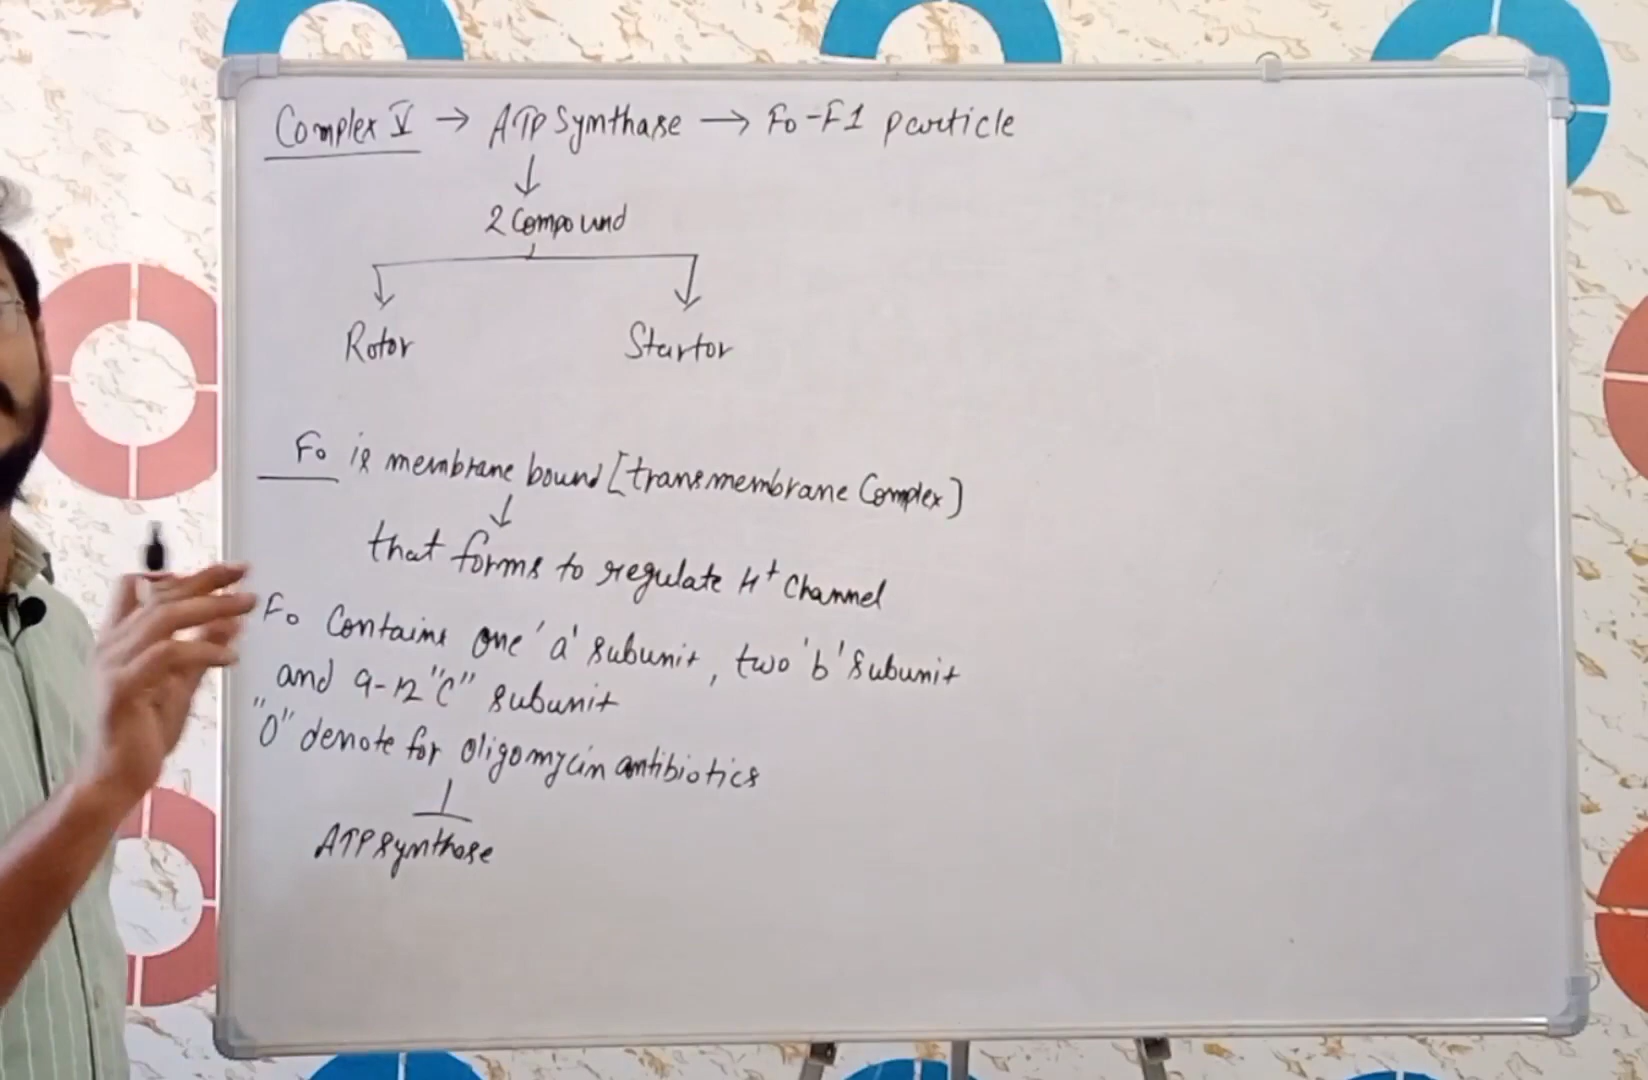 Complex V → ATP Synthase → Fo-F1 particle
2 Compound
Rotor Startor
Fo is membrane bound [transmembrane Complex]
that forms to regulate H+ Channel
Fo Contains one 'a' subunit, two 'b' subunit
and 9-12 "C" subunit
"O" denote for oligomycin antibiotics
ATP synthase